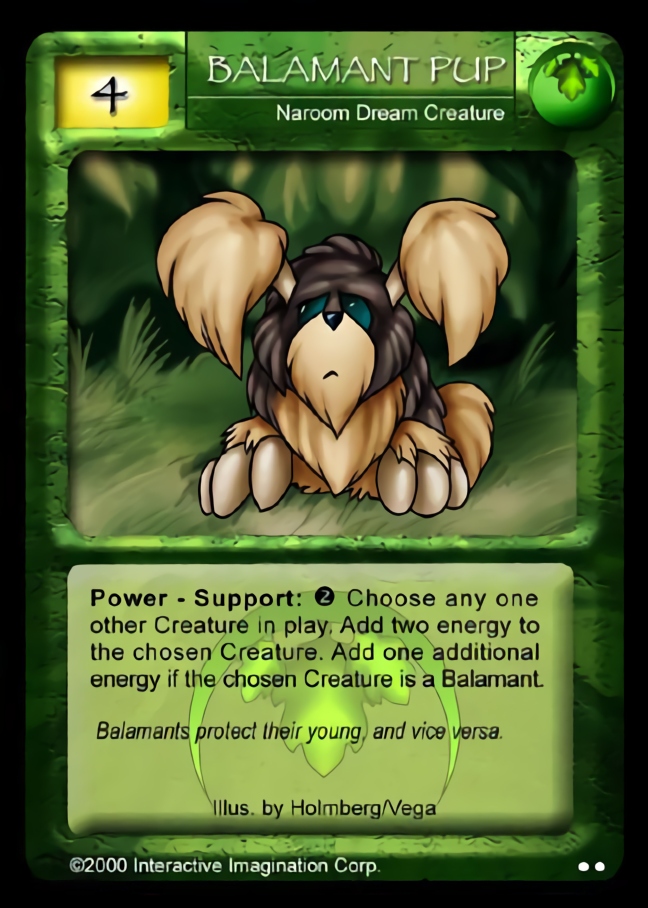 4
BALAMANT PUP
Naroom Dream Creature
Power - Support: ❷ Choose any one
other Creature in play. Add two energy to
the chosen Creature. Add one additional
energy if the chosen Creature is a Balamant.
Balamants protect their young, and vice versa.
Illus. by Holmberg/Vega
©2000 Interactive Imagination Corp.